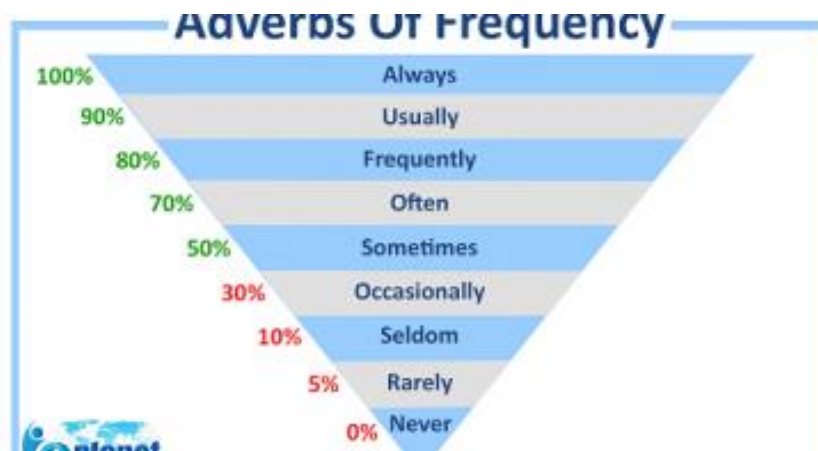 Adverbs Of Frequency
100% Always
90% Usually
80% Frequently
70% Often
50% Sometimes
30% Occasionally
10% Seldom
5% Rarely
0% Never
planet